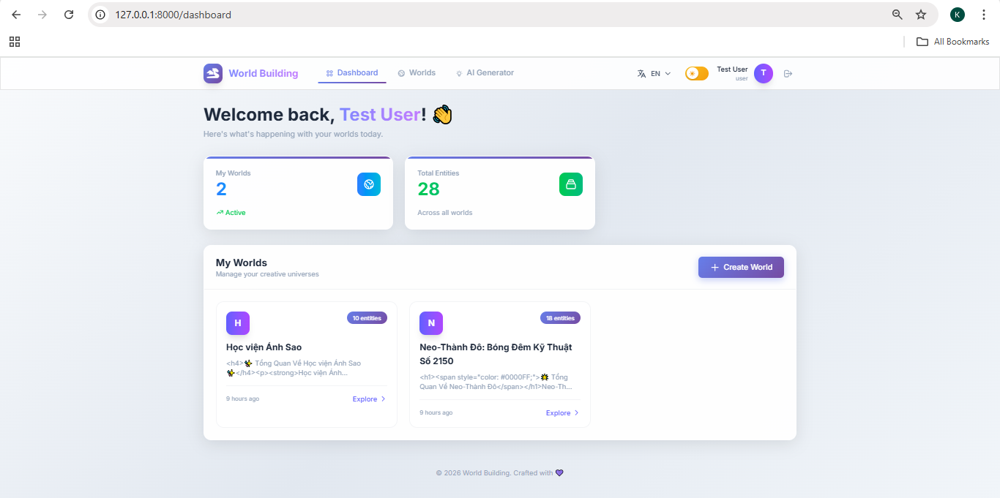 127.0.0.1:8000/dashboard
K
All Bookmarks
World Building
Dashboard
Worlds
AI Generator
EN
Test User
user
T
Welcome back, Test User! 👋
Here's what's happening with your worlds today.
My Worlds
2
Active
Total Entities
28
Across all worlds
My Worlds
Manage your creative universes
Create World
H
10 entities
Học viện Ánh Sao
<h4>✨ Tổng Quan Về Học viện Ánh Sao
✨</h4><p><strong>Học viện Ánh...
9 hours ago
Explore
N
18 entities
Neo-Thành Đô: Bóng Đêm Kỹ Thuật
Số 2150
<h1><span style="color: #0000FF;">🌟 Tổng
Quan Về Neo-Thành Đô</span></h1>Neo-Th...
9 hours ago
Explore
© 2026 World Building. Crafted with 💜